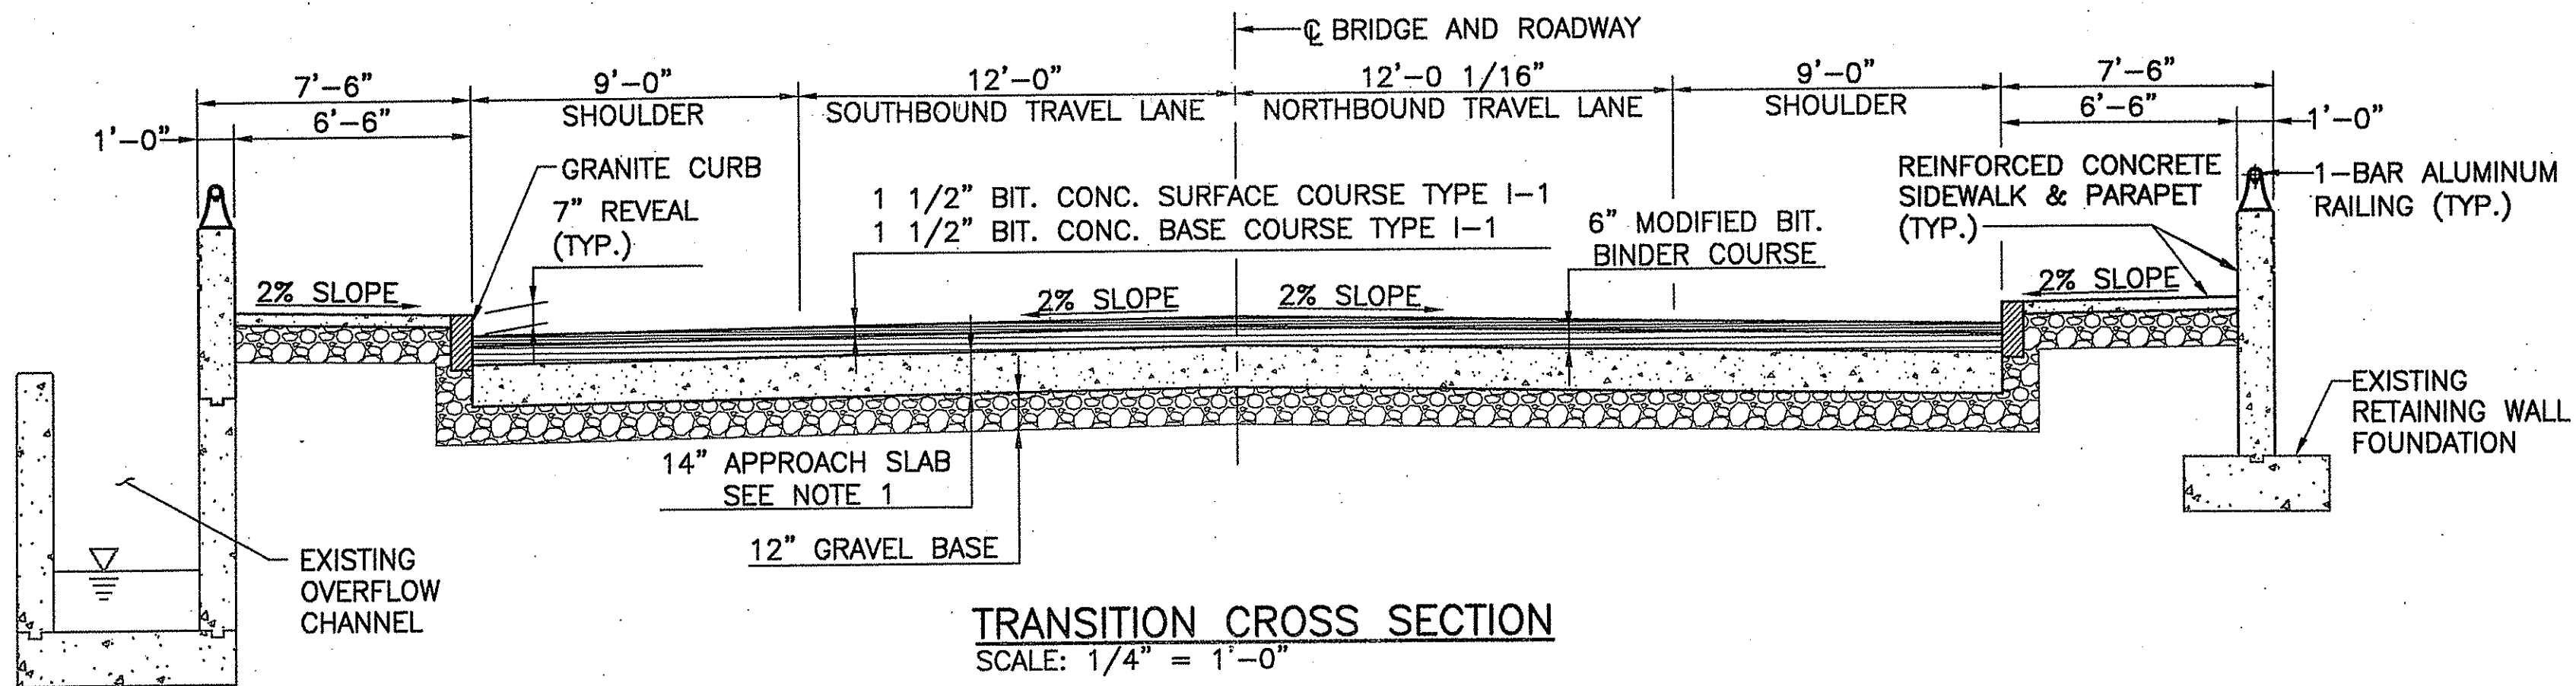 ℄ BRIDGE AND ROADWAY
7'-6"
9'-0"
12'-0"
12'-0 1/16"
9'-0"
7'-6"
SHOULDER
SOUTHBOUND TRAVEL LANE
NORTHBOUND TRAVEL LANE
SHOULDER
1'-0"
6'-6"
6'-6"
1'-0"
GRANITE CURB
7" REVEAL
(TYP.)
1 1/2" BIT. CONC. SURFACE COURSE TYPE I-1
1 1/2" BIT. CONC. BASE COURSE TYPE I-1
6" MODIFIED BIT.
BINDER COURSE
REINFORCED CONCRETE
SIDEWALK & PARAPET
(TYP.)
1-BAR ALUMINUM
RAILING (TYP.)
2% SLOPE
2% SLOPE
2% SLOPE
2% SLOPE
14" APPROACH SLAB
SEE NOTE 1
12" GRAVEL BASE
EXISTING
RETAINING WALL
FOUNDATION
EXISTING
OVERFLOW
CHANNEL
TRANSITION CROSS SECTION
SCALE: 1/4" = 1'-0"